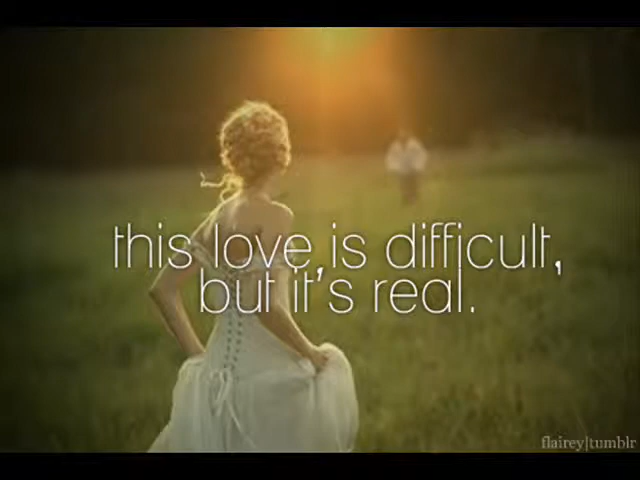 this love is difficult,
but it's real.
flairey|tumblr